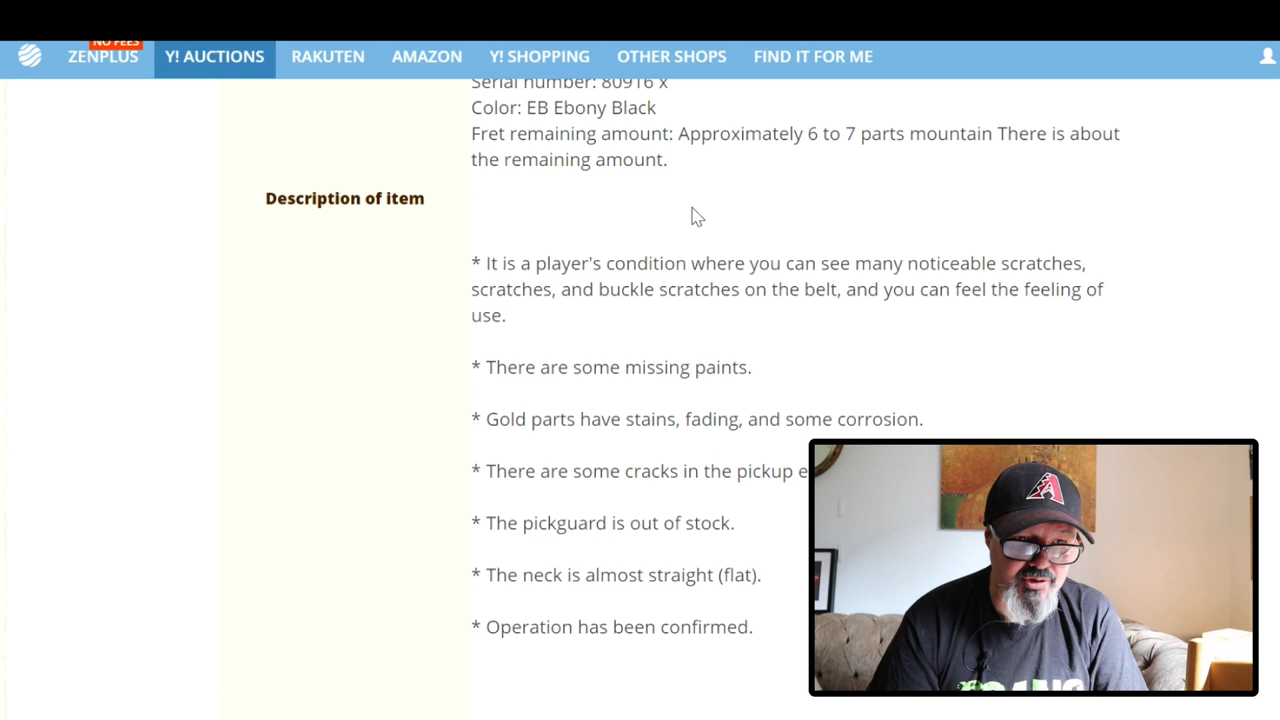 NO FEES
ZENPLUS
Y! AUCTIONS
RAKUTEN
AMAZON
Y! SHOPPING
OTHER SHOPS
FIND IT FOR ME
Serial number: 80916 x
Color: EB Ebony Black
Fret remaining amount: Approximately 6 to 7 parts mountain There is about
the remaining amount.
Description of item
* It is a player's condition where you can see many noticeable scratches,
scratches, and buckle scratches on the belt, and you can feel the feeling of
use.
* There are some missing paints.
* Gold parts have stains, fading, and some corrosion.
* There are some cracks in the pickup
* The pickguard is out of stock.
* The neck is almost straight (flat).
* Operation has been confirmed.
A